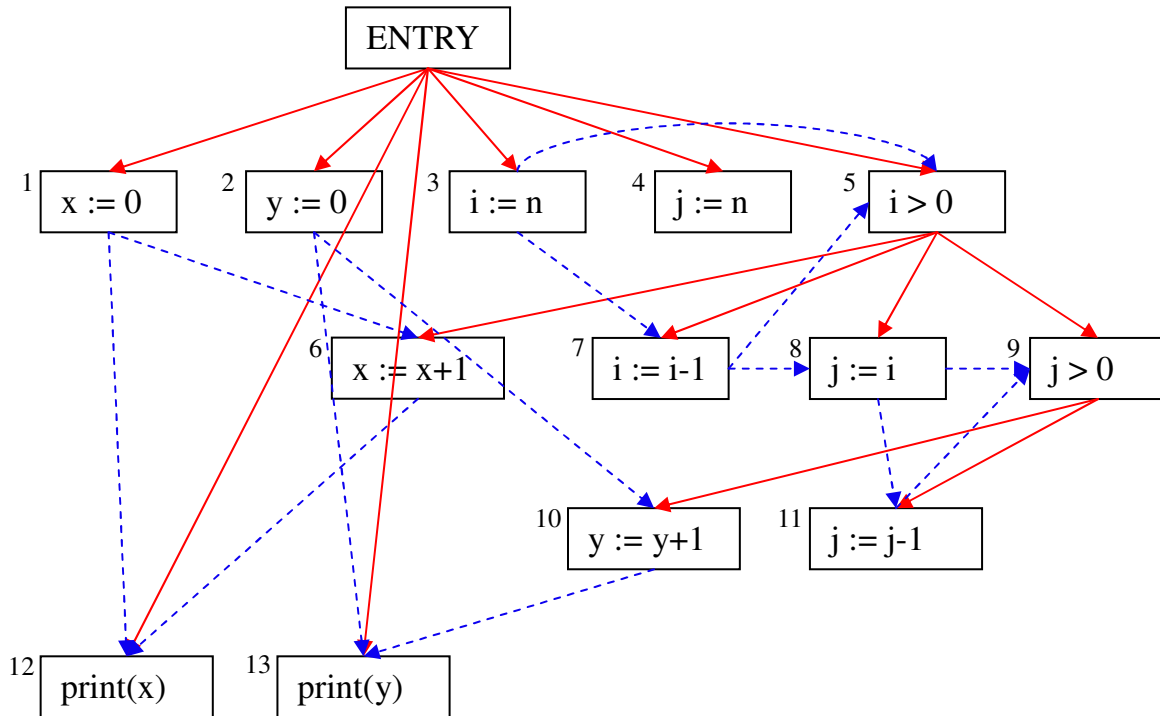 ENTRY
1 x := 0
2 y := 0
3 i := n
4 j := n
5 i > 0
6 x := x+1
7 i := i-1
8 j := i
9 j > 0
10 y := y+1
11 j := j-1
12 print(x)
13 print(y)